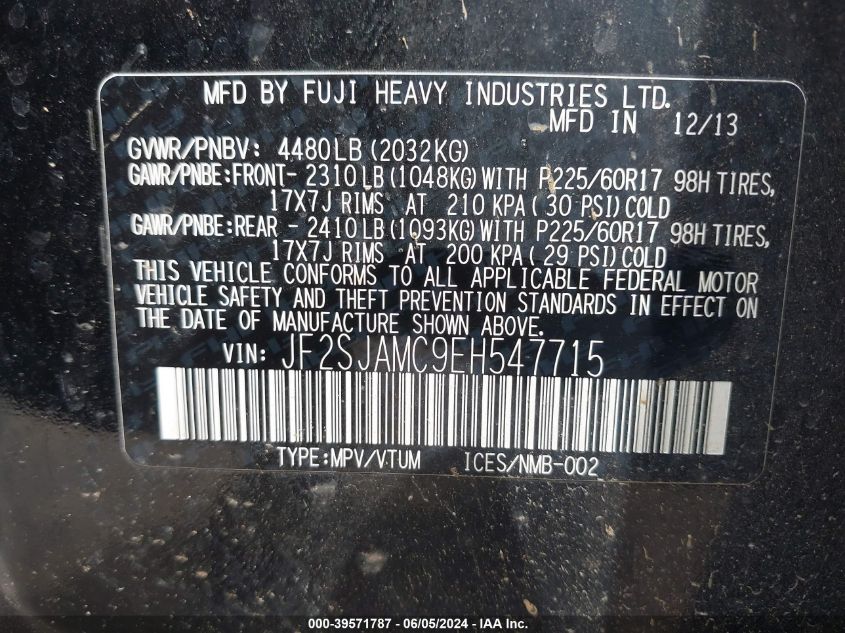 MFD BY FUJI HEAVY INDUSTRIES LTD.
MFD IN 12/13
GVWR/PNBV: 4480LB(2032KG)
GAWR/PNBE:FRONT-2310LB(1048KG)WITH P225/60R17 98H TIRES,
17X7J RIMS AT 210 KPA(30 PSI)COLD
GAWR/PNBE:REAR -2410LB(1093KG)WITH P225/60R17 98H TIRES,
17X7J RIMS AT 200 KPA(29 PSI)COLD
THIS VEHICLE CONFORMS TO ALL APPLICABLE FEDERAL MOTOR
VEHICLE SAFETY AND THEFT PREVENTION STANDARDS IN EFFECT ON
THE DATE OF MANUFACTURE SHOWN ABOVE.
VIN: JF2SJAMC9EH547715
TYPE:MPV/VTUM ICES/NMB-002
000-39571787 - 06/05/2024 - IAA Inc.